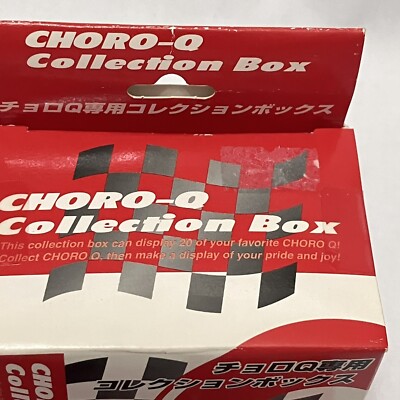 CHORO-Q
Collection Box
チョロQ専用コレクションボックス
CHORO-Q
Collection Box
This collection box can display 20 of your favorite CHORO Q!
Collect CHORO Q, then make a display of your pride and joy!
チョロQ専用
コレクションボックス
CHORO-Q
Collection